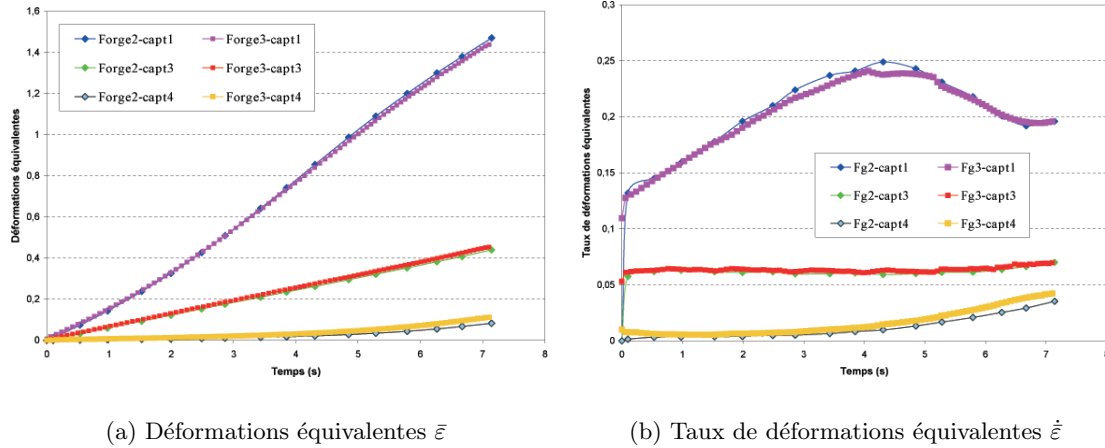 1,6
1,4
1,2
1
0,8
0,6
0,4
0,2
0
Déformations équivalentes
Forge2-capt1 Forge3-capt1
Forge2-capt3 Forge3-capt3
Forge2-capt4 Forge3-capt4
0 1 2 3 4 5 6 7 8
Temps (s)
(a) Déformations équivalentes ε̄
0,3
0,25
0,2
0,15
0,1
0,05
0
Taux de déformations équivalentes
Fg2-capt1 Fg3-capt1
Fg2-capt3 Fg3-capt3
Fg2-capt4 Fg3-capt4
0 1 2 3 4 5 6 7 8
Temps (s)
(b) Taux de déformations équivalentes ε̄̇